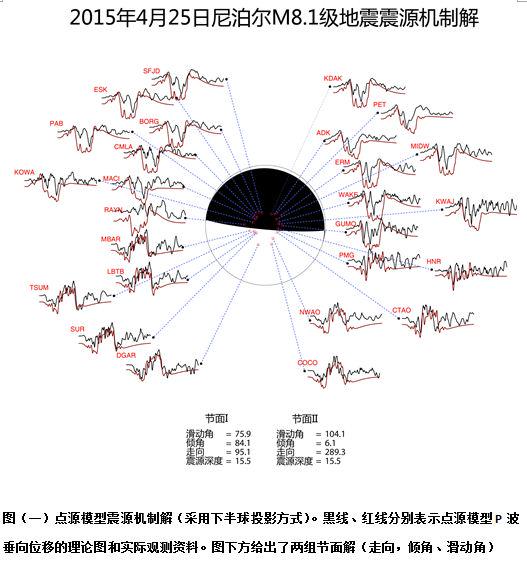 2015年4月25日尼泊尔M8.1级地震震源机制解
SFJD
KDAK
ESK
PET
PAB
BORG
ADK
CMLA
MIDW
ERM
KOWA
MACI
WAKE
KWAJ
RAYN
GUMO
MBAR
PMG
HNR
LBTB
TSUM
NWAO
CTAO
SUR
DGAR
COCO
节面I 节面II
滑动角 = 75.9 滑动角 = 104.1
倾角 = 84.1 倾角 = 6.1
走向 = 95.1 走向 = 289.3
震源深度 = 15.5 震源深度 = 15.5
图（一）点源模型震源机制解（采用下半球投影方式）。黑线、红线分别表示点源模型P 波
垂向位移的理论图和实际观测资料。图下方给出了两组节面解（走向，倾角、滑动角）